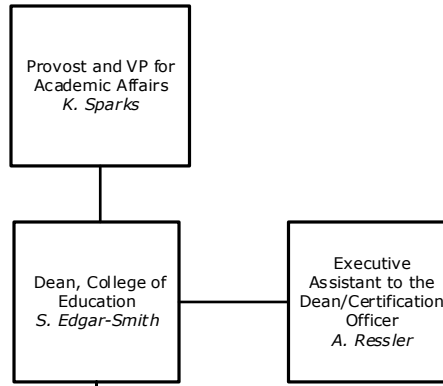 Provost and VP for
Academic Affairs
K. Sparks
Dean, College of
Education
S. Edgar-Smith
Executive
Assistant to the
Dean/Certification
Officer
A. Ressler